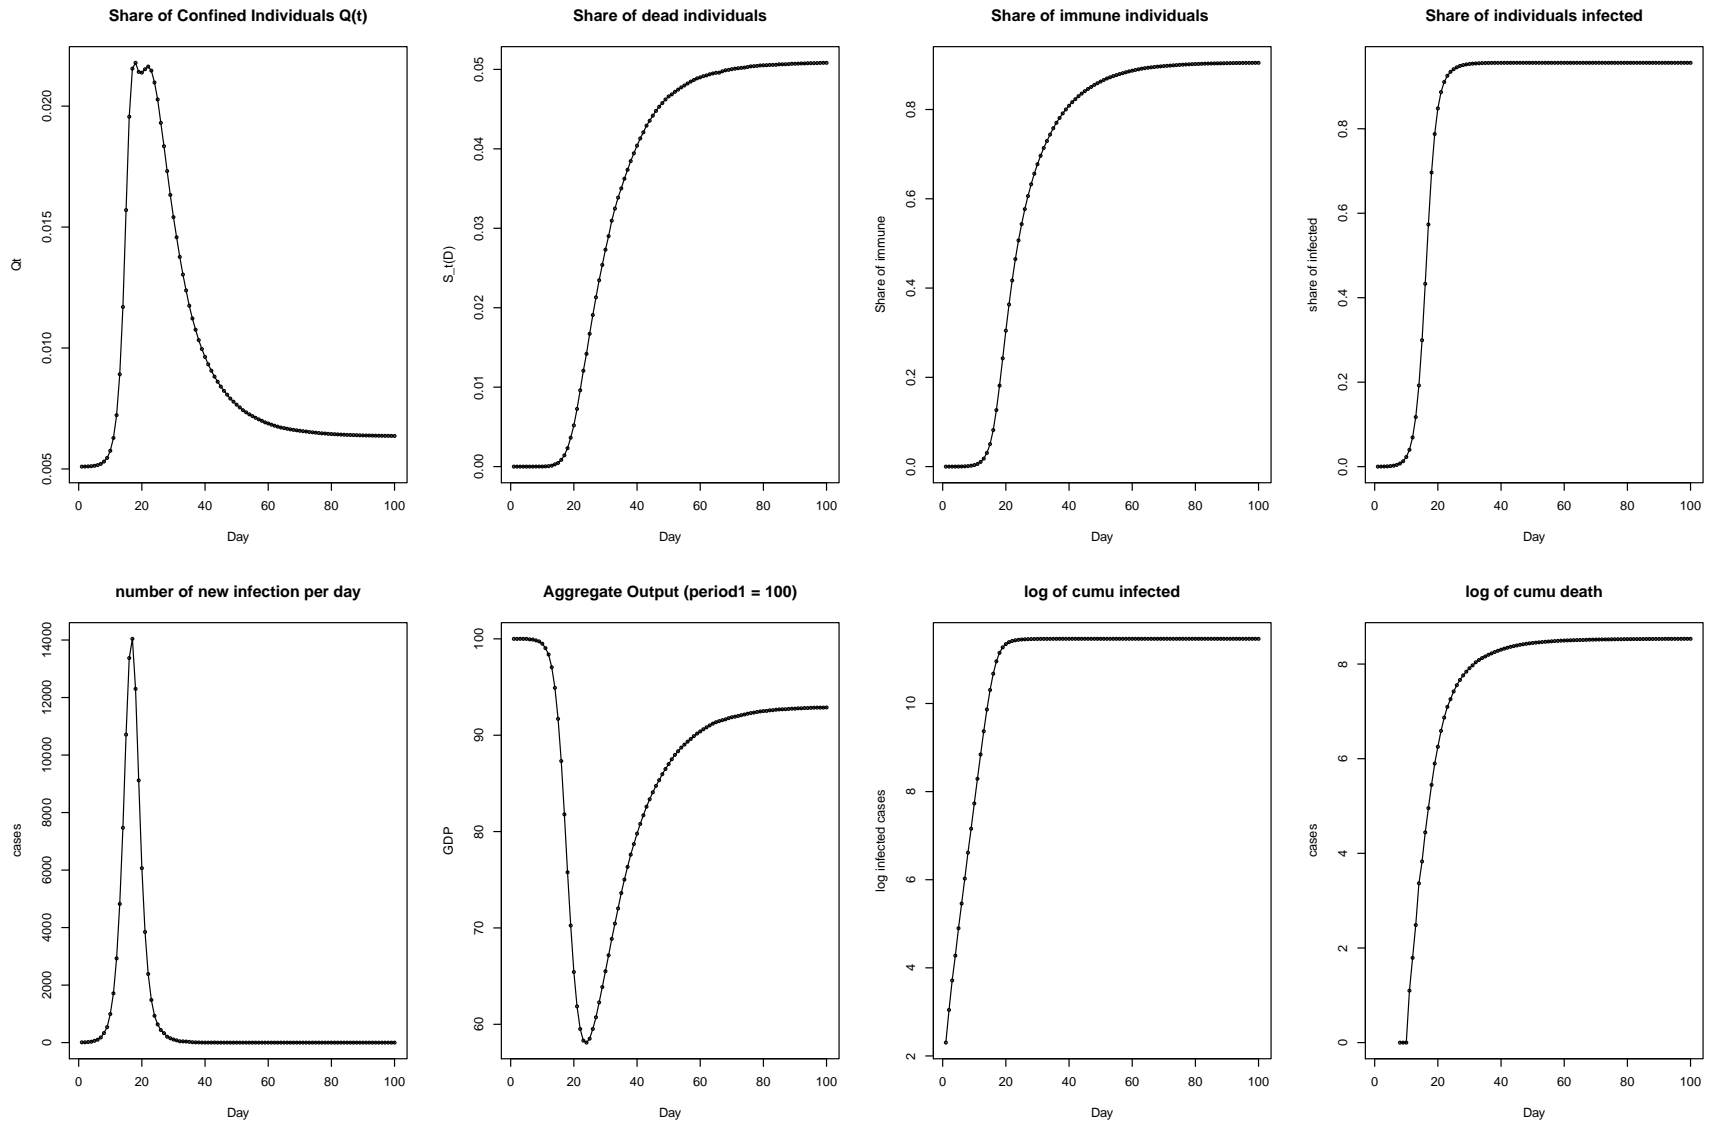 Share of Confined Individuals Q(t)
Qt
0.005 0.010 0.015 0.020
0 20 40 60 80 100
Day
Share of dead individuals
S_t(D)
0.00 0.01 0.02 0.03 0.04 0.05
0 20 40 60 80 100
Day
Share of immune individuals
Share of immune
0.0 0.2 0.4 0.6 0.8
0 20 40 60 80 100
Day
Share of individuals infected
share of infected
0.0 0.2 0.4 0.6 0.8
0 20 40 60 80 100
Day
number of new infection per day
cases
0 2000 4000 6000 8000 10000 12000 14000
0 20 40 60 80 100
Day
Aggregate Output (period1 = 100)
GDP
60 70 80 90 100
0 20 40 60 80 100
Day
log of cumu infected
log infected cases
2 4 6 8 10
0 20 40 60 80 100
Day
log of cumu death
cases
0 2 4 6 8
0 20 40 60 80 100
Day